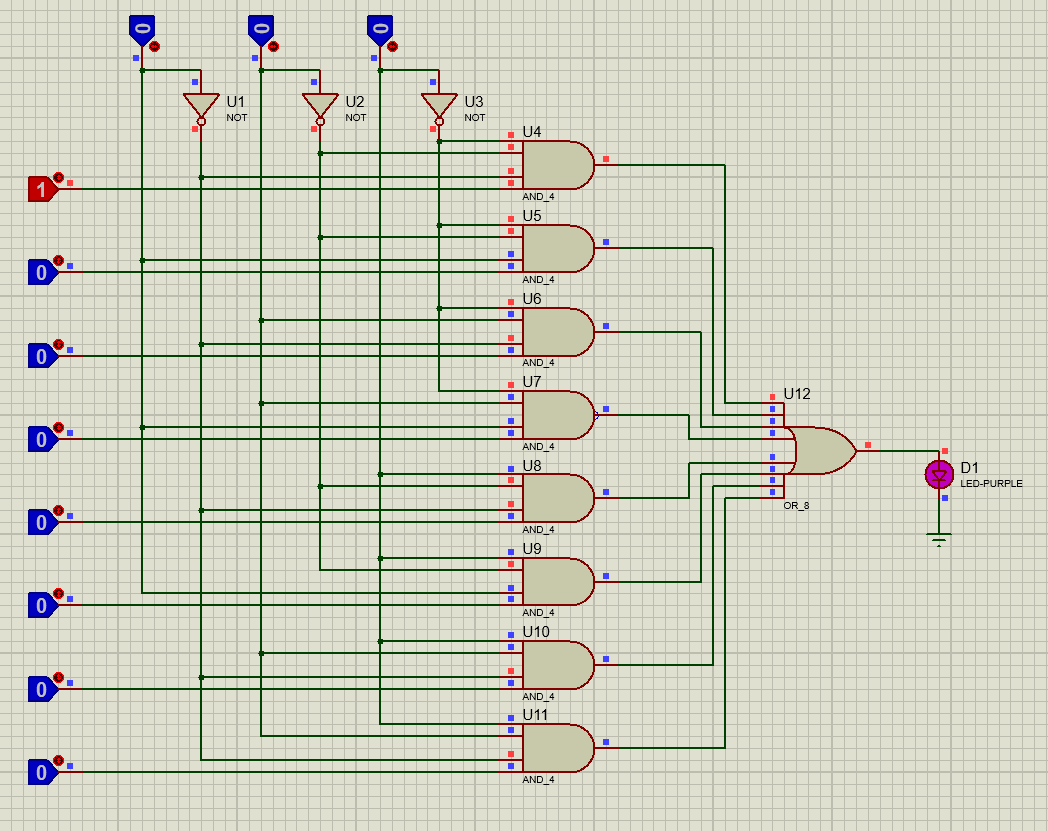 0 0 0
U1 U2 U3
NOT NOT NOT
U4
1
AND_4
U5
0
AND_4
U6
0
AND_4
U7
U12
0
AND_4
U8
D1
LED-PURPLE
OR_8
0
AND_4
U9
0
AND_4
U10
0
AND_4
U11
0
AND_4